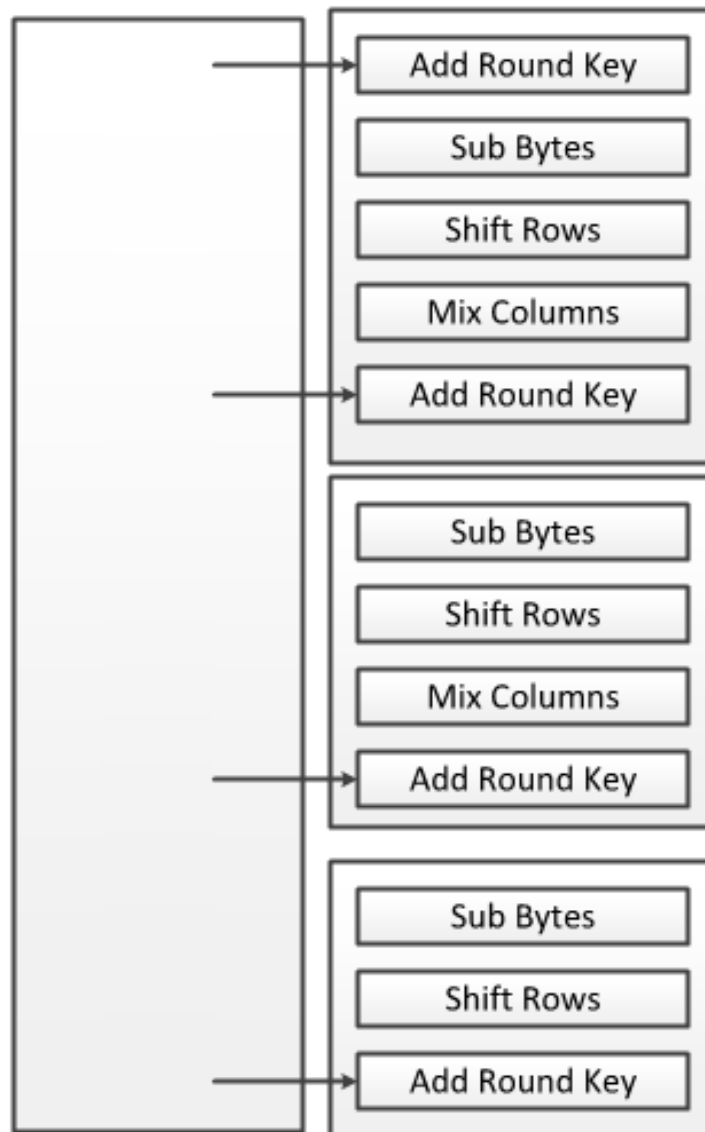 Add Round Key
Sub Bytes
Shift Rows
Mix Columns
Add Round Key
Sub Bytes
Shift Rows
Mix Columns
Add Round Key
Sub Bytes
Shift Rows
Add Round Key